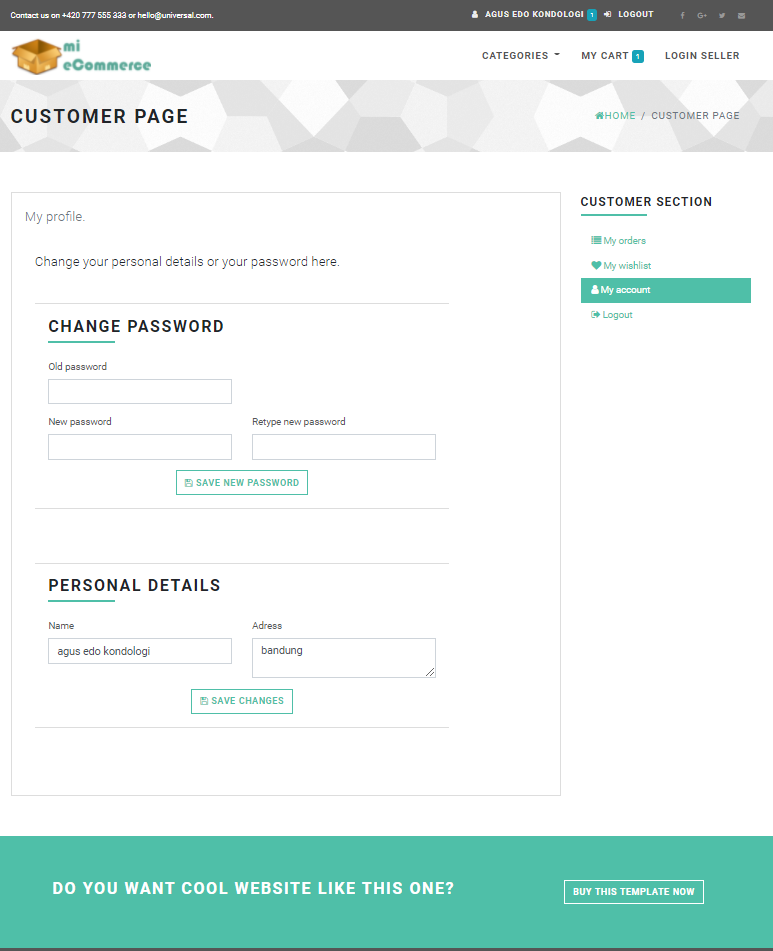 Contact us on +420 777 555 333 or hello@universal.com.
AGUS EDO KONDOLOGI 1 LOGOUT
mi
eCommerce
CATEGORIES MY CART 1 LOGIN SELLER
CUSTOMER PAGE
HOME / CUSTOMER PAGE
My profile.
Change your personal details or your password here.
CHANGE PASSWORD
Old password
New password Retype new password
SAVE NEW PASSWORD
PERSONAL DETAILS
Name Adress
agus edo kondologi bandung
SAVE CHANGES
CUSTOMER SECTION
My orders
My wishlist
My account
Logout
DO YOU WANT COOL WEBSITE LIKE THIS ONE?
BUY THIS TEMPLATE NOW